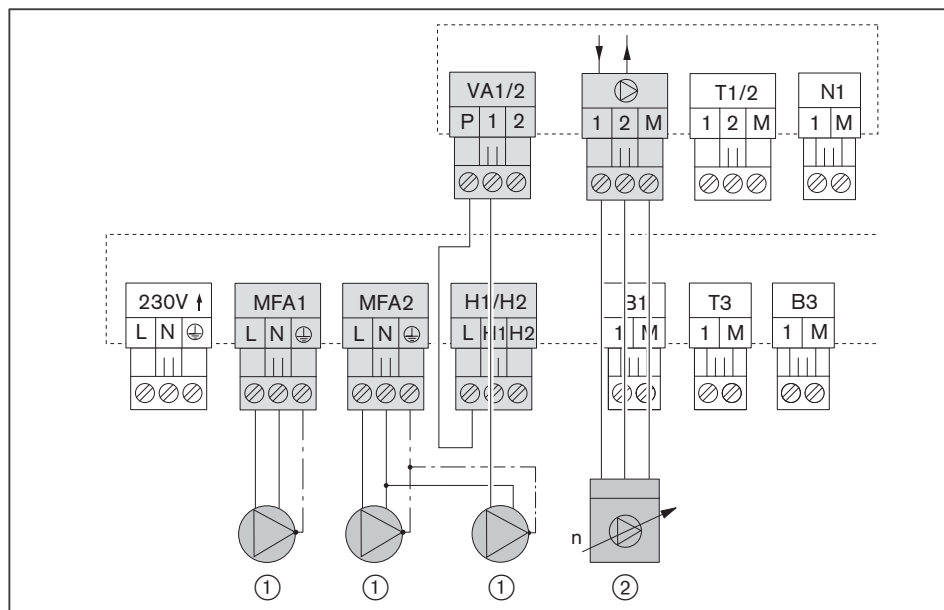 VA1/2
P 1 2
1 2 M
T1/2
1 2 M
N1
1 M
230V
L N
MFA1
L N
MFA2
L N
H1/H2
L H1 H2
B1
1 M
T3
1 M
B3
1 M
n
① ① ① ②